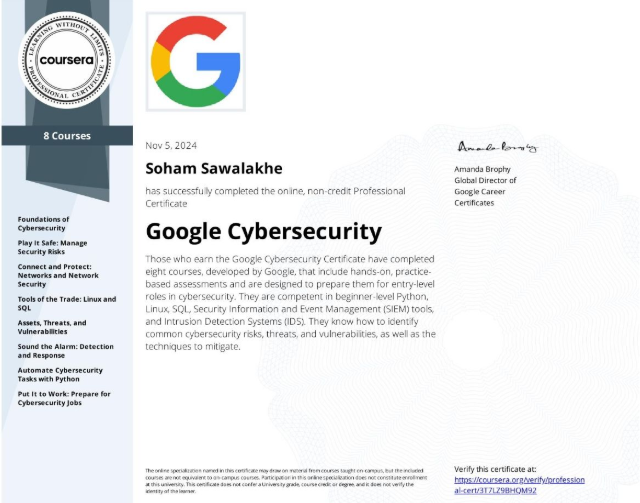 LEARNING WITHOUT LIMITS
coursera
PROFESSIONAL CERTIFICATE
8 Courses
Foundations of
Cybersecurity
Play It Safe: Manage
Security Risks
Connect and Protect:
Networks and Network
Security
Tools of the Trade: Linux and
SQL
Assets, Threats, and
Vulnerabilities
Sound the Alarm: Detection
and Response
Automate Cybersecurity
Tasks with Python
Put It to Work: Prepare for
Cybersecurity Jobs
G
Nov 5, 2024
Soham Sawalakhe
has successfully completed the online, non-credit Professional
Certificate
Google Cybersecurity
Those who earn the Google Cybersecurity Certificate have completed
eight courses, developed by Google, that include hands-on, practice-
based assessments and are designed to prepare them for entry-level
roles in cybersecurity. They are competent in beginner-level Python,
Linux, SQL, Security Information and Event Management (SIEM) tools,
and Intrusion Detection Systems (IDS). They know how to identify
common cybersecurity risks, threats, and vulnerabilities, as well as the
techniques to mitigate.
Amanda Brophy
Amanda Brophy
Global Director of
Google Career
Certificates
The online specialization named in this certificate may draw on material from courses taught on-campus, but the included
courses are not equivalent to on-campus courses. Participation in this online specialization does not constitute enrollment
at this university. This certificate does not confer a University grade, course credit or degree, and it does not verify the
identity of the learner.
Verify this certificate at:
https://coursera.org/verify/profession
al-cert/3T7LZ9BHQM9Z